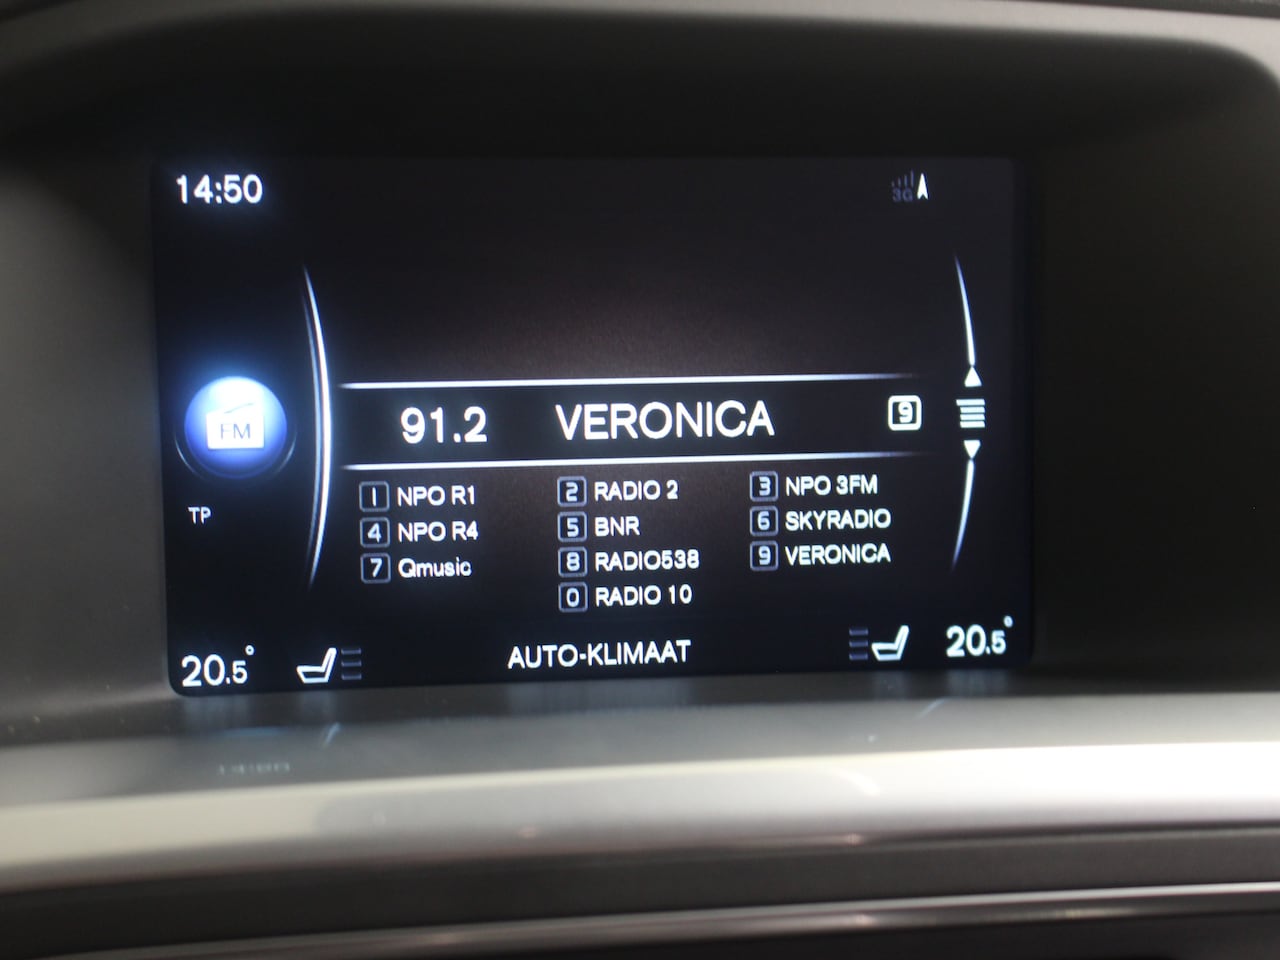 14:50
3G
FM
91.2 VERONICA 9
TP
1 NPO R1 2 RADIO 2 3 NPO 3FM
4 NPO R4 5 BNR 6 SKYRADIO
7 Qmusic 8 RADIO538 9 VERONICA
0 RADIO 10
20.5° AUTO-KLIMAAT 20.5°